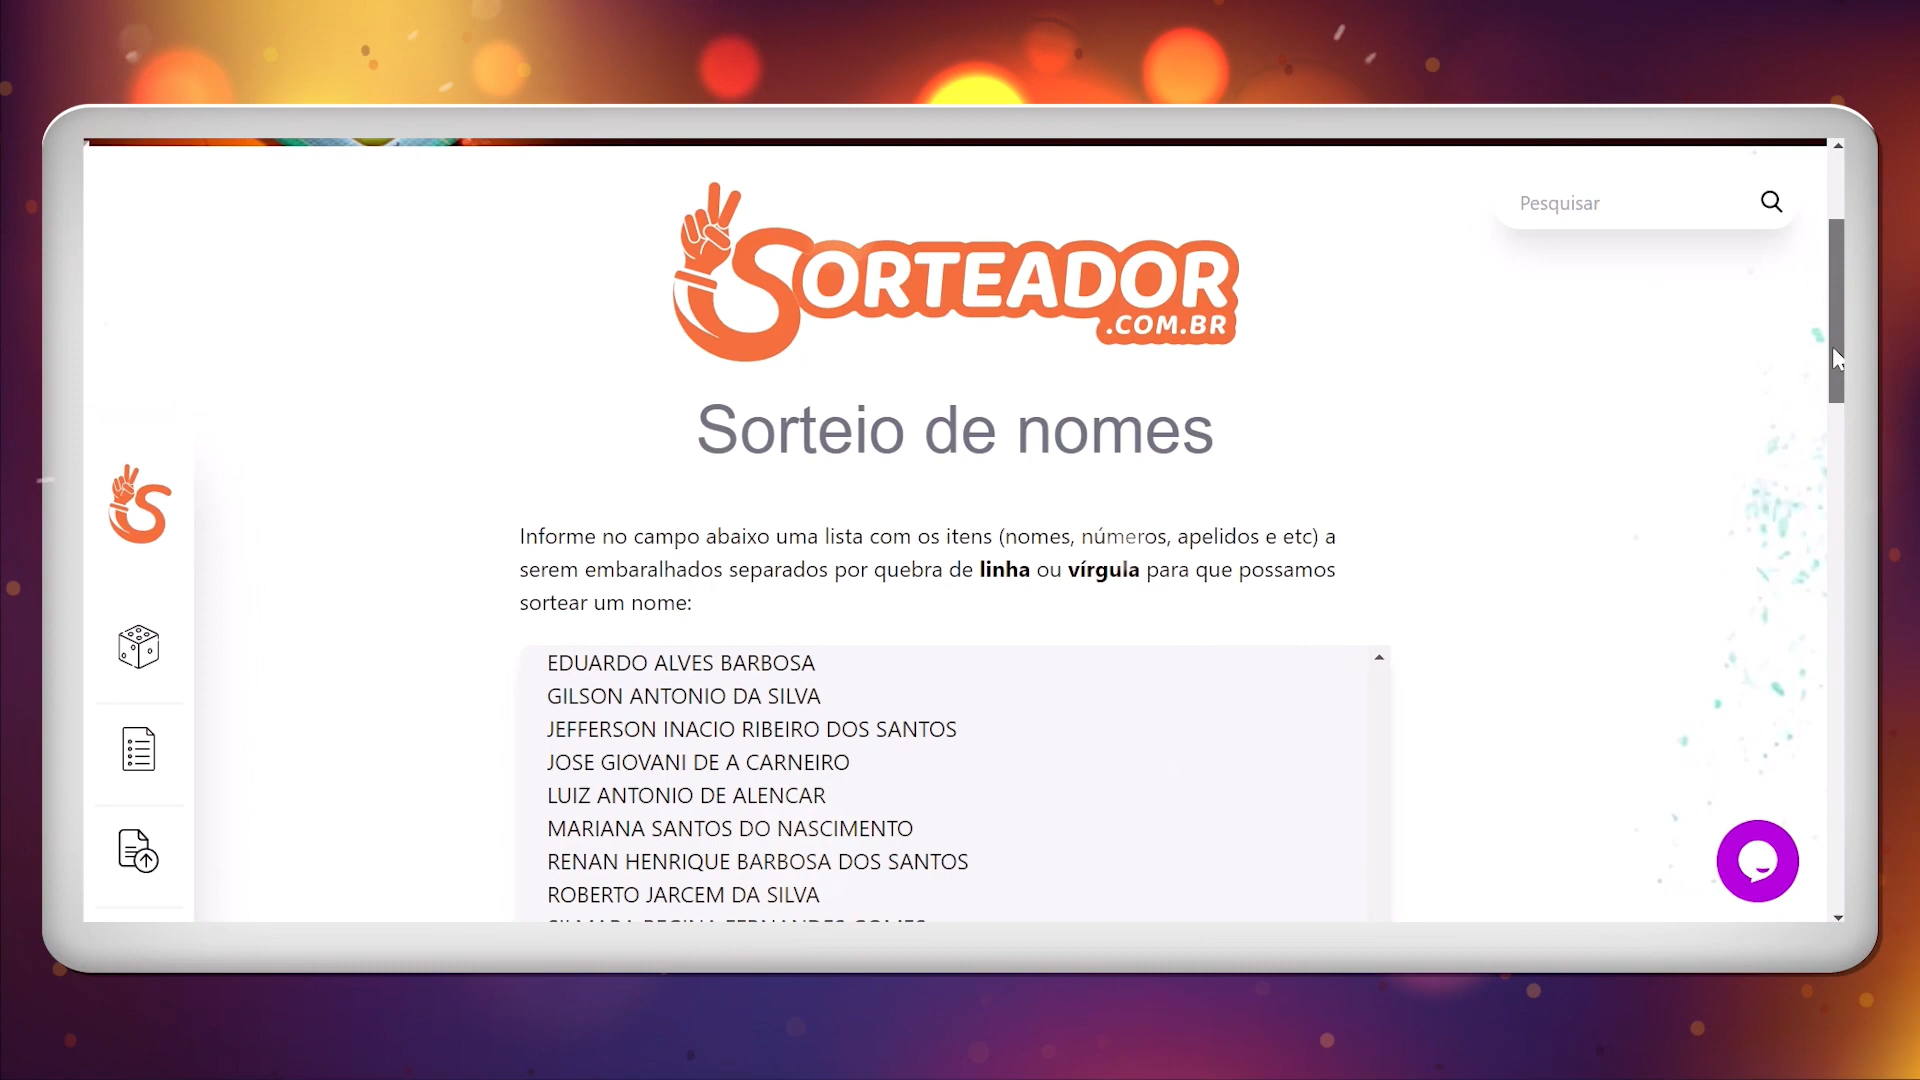 Pesquisar
SORTEADOR
.COM.BR
Sorteio de nomes
S
Informe no campo abaixo uma lista com os itens (nomes, números, apelidos e etc) a
serem embaralhados separados por quebra de linha ou vírgula para que possamos
sortear um nome:
EDUARDO ALVES BARBOSA
GILSON ANTONIO DA SILVA
JEFFERSON INACIO RIBEIRO DOS SANTOS
JOSE GIOVANI DE A CARNEIRO
LUIZ ANTONIO DE ALENCAR
MARIANA SANTOS DO NASCIMENTO
RENAN HENRIQUE BARBOSA DOS SANTOS
ROBERTO JARCEM DA SILVA